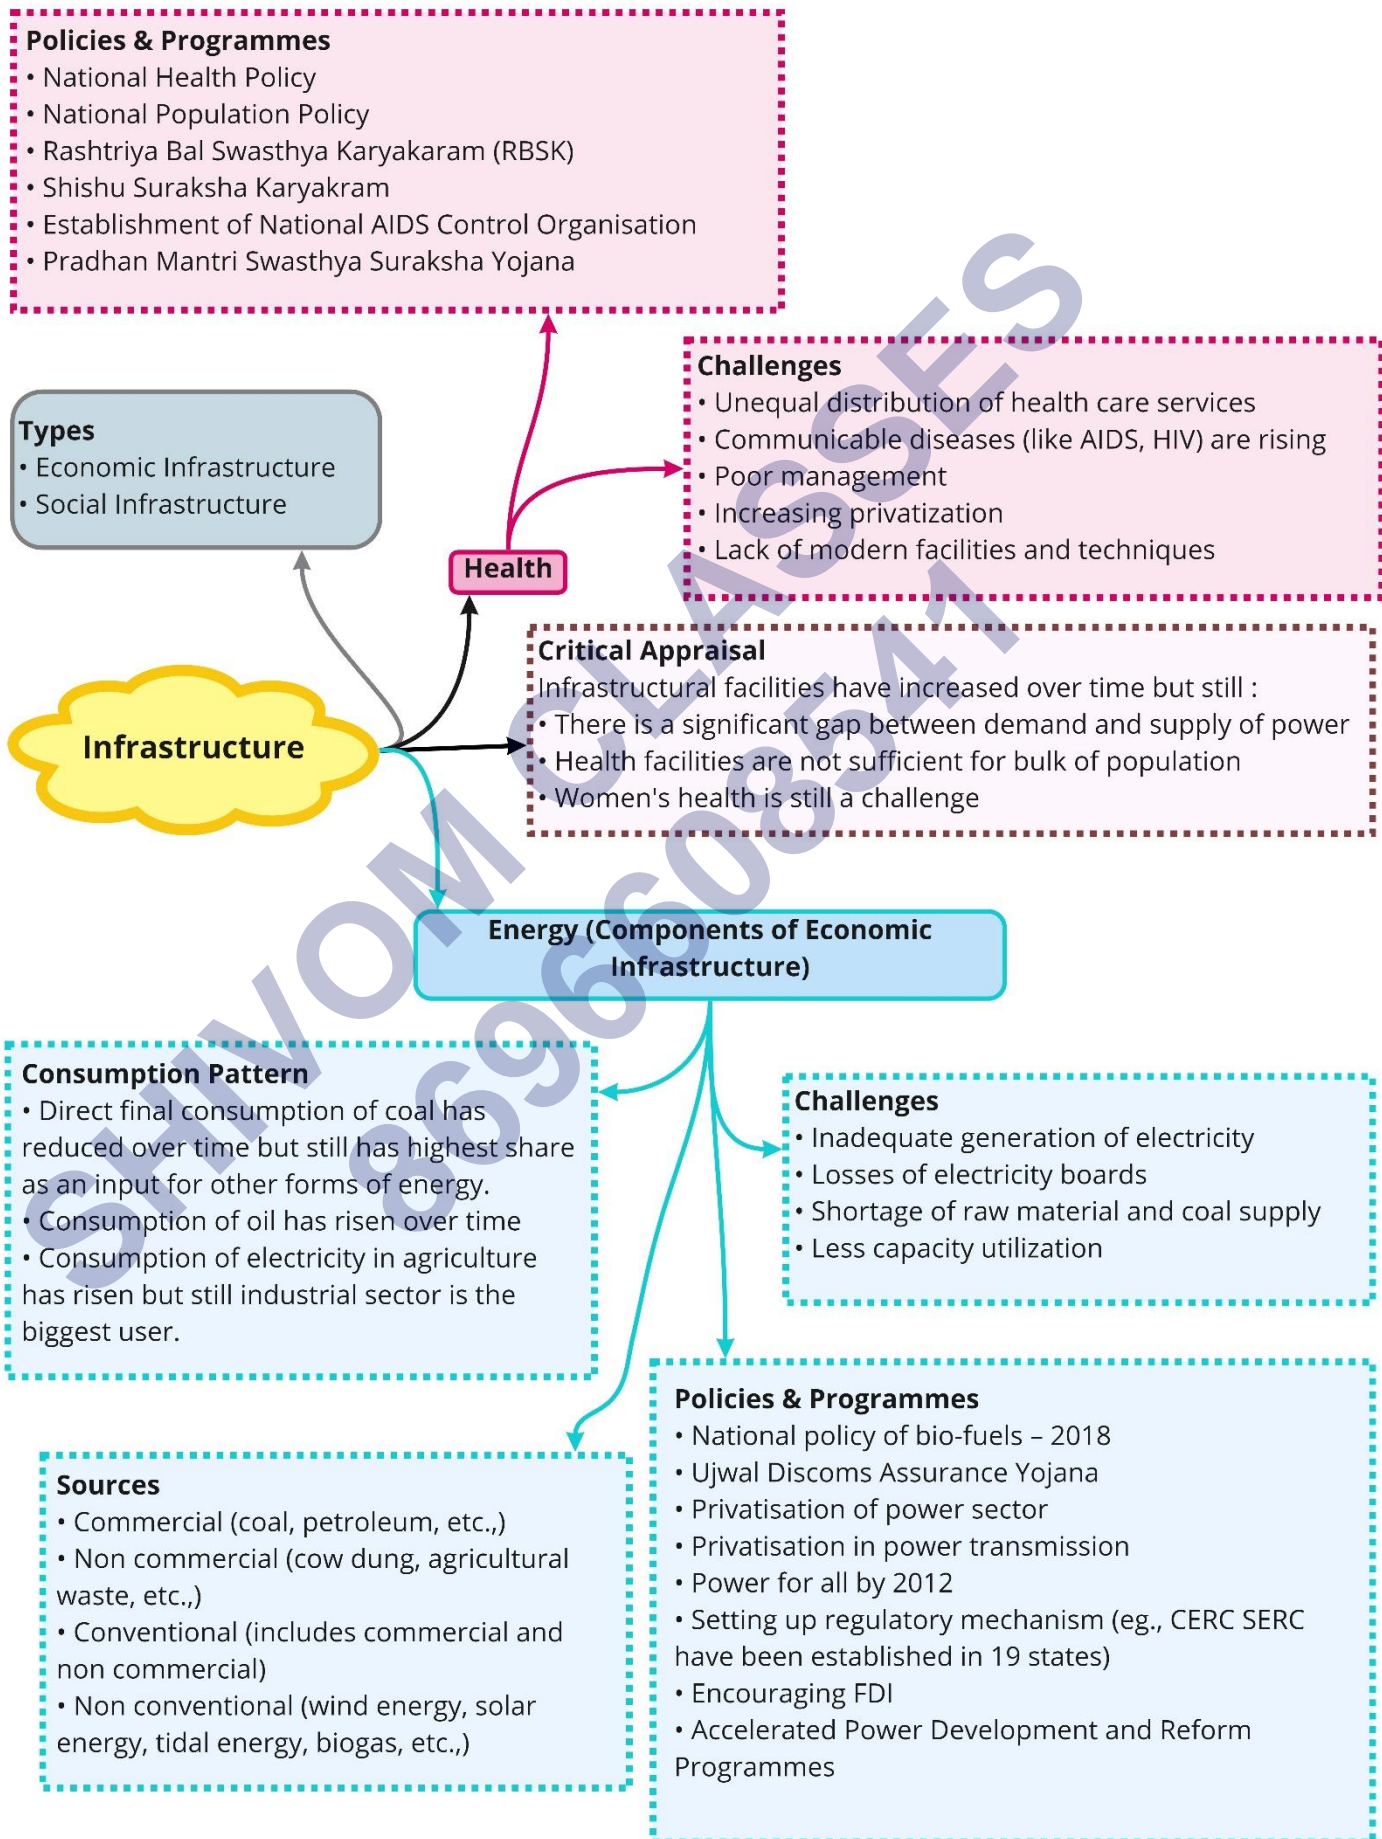 Policies & Programmes
• National Health Policy
• National Population Policy
• Rashtriya Bal Swasthya Karyakaram (RBSK)
• Shishu Suraksha Karyakram
• Establishment of National AIDS Control Organisation
• Pradhan Mantri Swasthya Suraksha Yojana
Challenges
• Unequal distribution of health care services
• Communicable diseases (like AIDS, HIV) are rising
• Poor management
• Increasing privatization
• Lack of modern facilities and techniques
Types
• Economic Infrastructure
• Social Infrastructure
Health
Critical Appraisal
Infrastructural facilities have increased over time but still :
• There is a significant gap between demand and supply of power
• Health facilities are not sufficient for bulk of population
• Women's health is still a challenge
Infrastructure
Energy (Components of Economic
Infrastructure)
Consumption Pattern
• Direct final consumption of coal has
reduced over time but still has highest share
as an input for other forms of energy.
• Consumption of oil has risen over time
• Consumption of electricity in agriculture
has risen but still industrial sector is the
biggest user.
Challenges
• Inadequate generation of electricity
• Losses of electricity boards
• Shortage of raw material and coal supply
• Less capacity utilization
Sources
• Commercial (coal, petroleum, etc.,)
• Non commercial (cow dung, agricultural
waste, etc.,)
• Conventional (includes commercial and
non commercial)
• Non conventional (wind energy, solar
energy, tidal energy, biogas, etc.,)
Policies & Programmes
• National policy of bio-fuels – 2018
• Ujwal Discoms Assurance Yojana
• Privatisation of power sector
• Privatisation in power transmission
• Power for all by 2012
• Setting up regulatory mechanism (eg., CERC SERC
have been established in 19 states)
• Encouraging FDI
• Accelerated Power Development and Reform
Programmes
SHIVOM CLASSES
8696608541